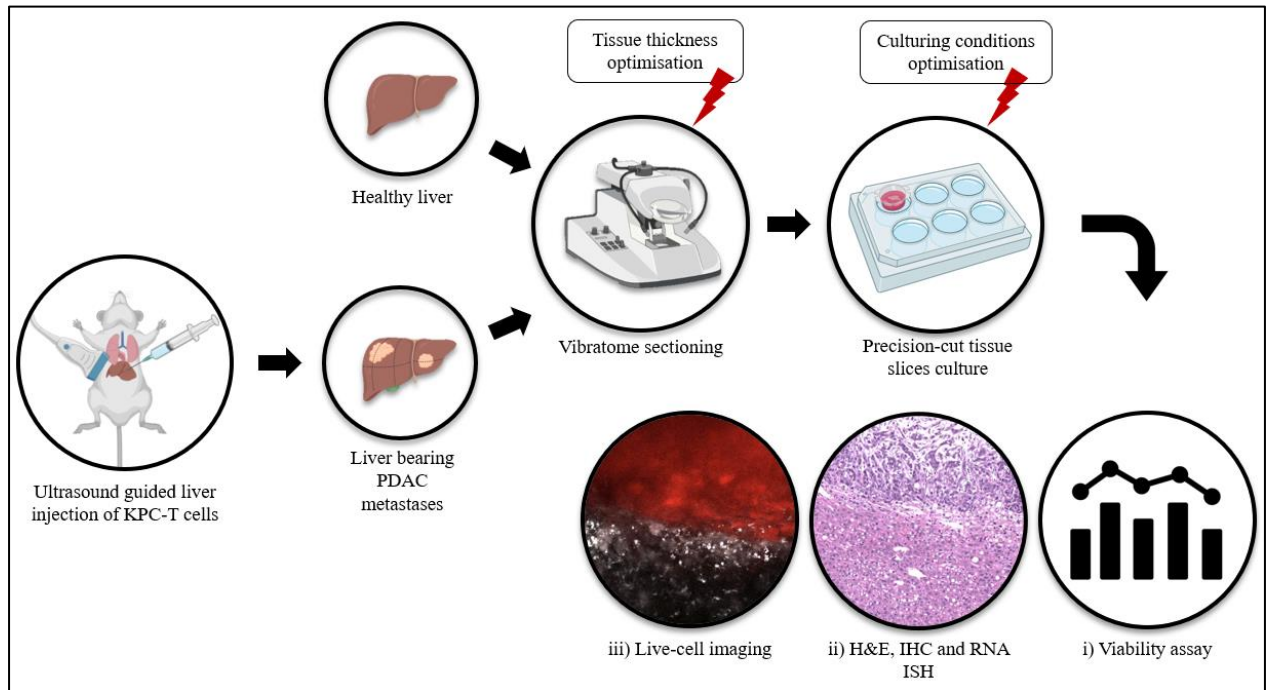 Tissue thickness
optimisation
Culturing conditions
optimisation
Healthy liver
Vibratome sectioning
Precision-cut tissue
slices culture
Ultrasound guided liver
injection of KPC-T cells
Liver bearing
PDAC
metastases
iii) Live-cell imaging
ii) H&E, IHC and RNA
ISH
i) Viability assay